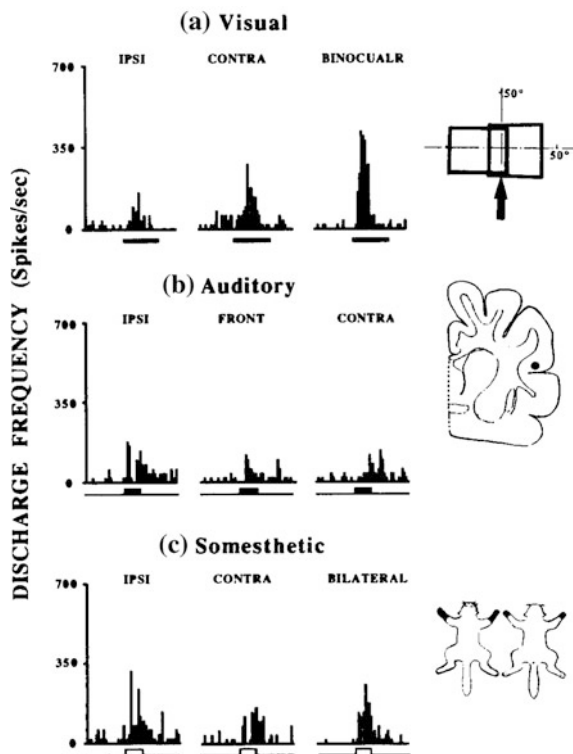 (a) Visual
700
IPSI CONTRA BINOCUALR
350
0
50°
50°
DISCHARGE FREQUENCY (Spikes/sec)
(b) Auditory
700
IPSI FRONT CONTRA
350
0
(c) Somesthetic
700
IPSI CONTRA BILATERAL
350
0